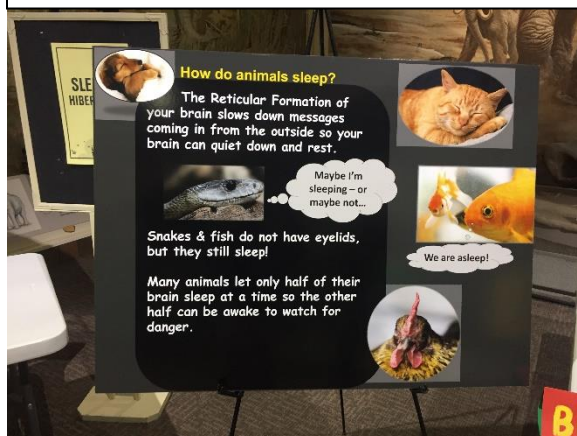 How do animals sleep?
The Reticular Formation of
your brain slows down messages
coming in from the outside so your
brain can quiet down and rest.
Maybe I'm
sleeping – or
maybe not...
Snakes & fish do not have eyelids,
but they still sleep!
We are asleep!
Many animals let only half of their
brain sleep at a time so the other
half can be awake to watch for
danger.
SLE
HIBER
B